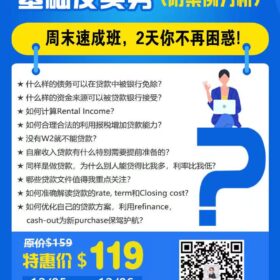 基础及实务(附案例分析)
周末速成班，2天你不再困惑!
• 什么样的债务可以在贷款中被银行免除?
• 什么样的资金来源可以被贷款银行接受?
• 如何计算Rental Income?
• 如何合理合法的利用报税增加贷款能力?
• 没有W2就不能贷款?
• 自雇收入贷款有什么特别需要提前准备的?
• 同样是做贷款，为什么别人能贷得比我多，利率比我低?
• 哪些贷款文件值得我重点关注?
• 如何准确解读贷款的rate, term和Closing cost?
• 如何优化自己的贷款方案，利用refinance，
cash-out为新purchase保驾护航?
原价$159
特惠价$119